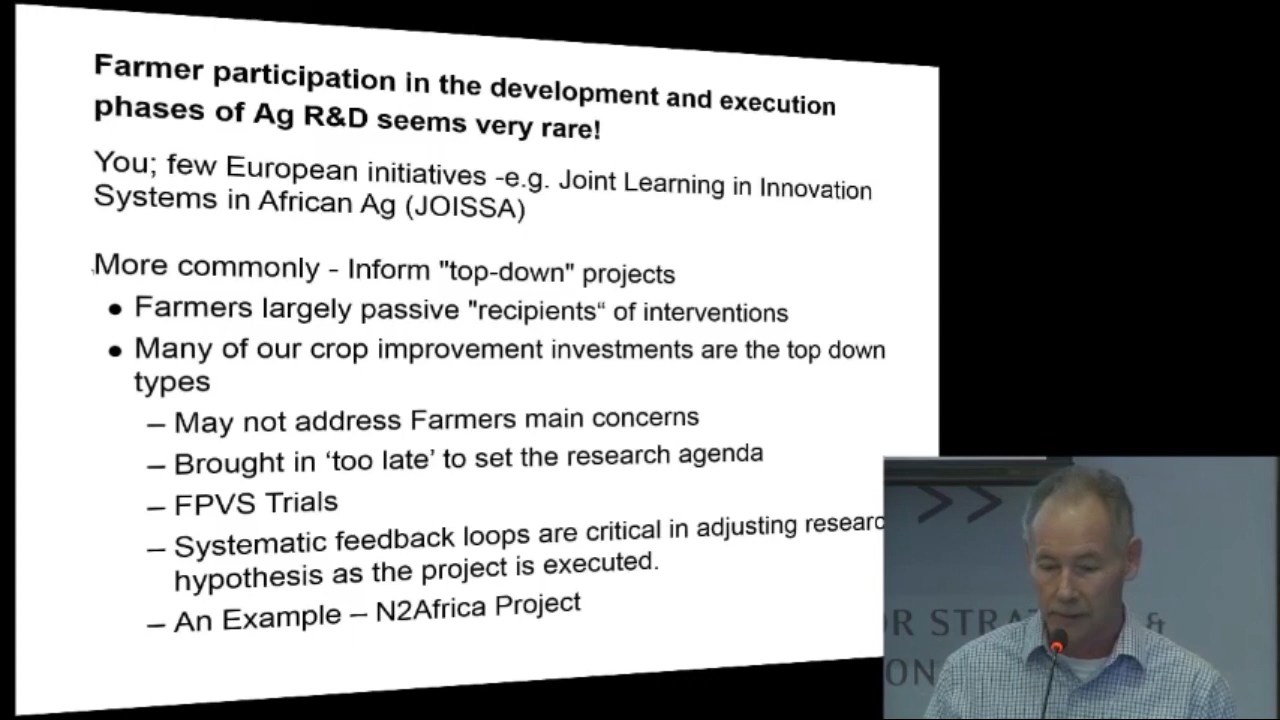 Farmer participation in the development and execution
phases of Ag R&D seems very rare!
You; few European initiatives -e.g. Joint Learning in Innovation
Systems in African Ag (JOISSA)
More commonly - Inform "top-down" projects
● Farmers largely passive "recipients“ of interventions
● Many of our crop improvement investments are the top down
types
– May not address Farmers main concerns
– Brought in ‘too late’ to set the research agenda
– FPVS Trials
– Systematic feedback loops are critical in adjusting researc
hypothesis as the project is executed.
– An Example – N2Africa Project
>>
R STRA &
ON